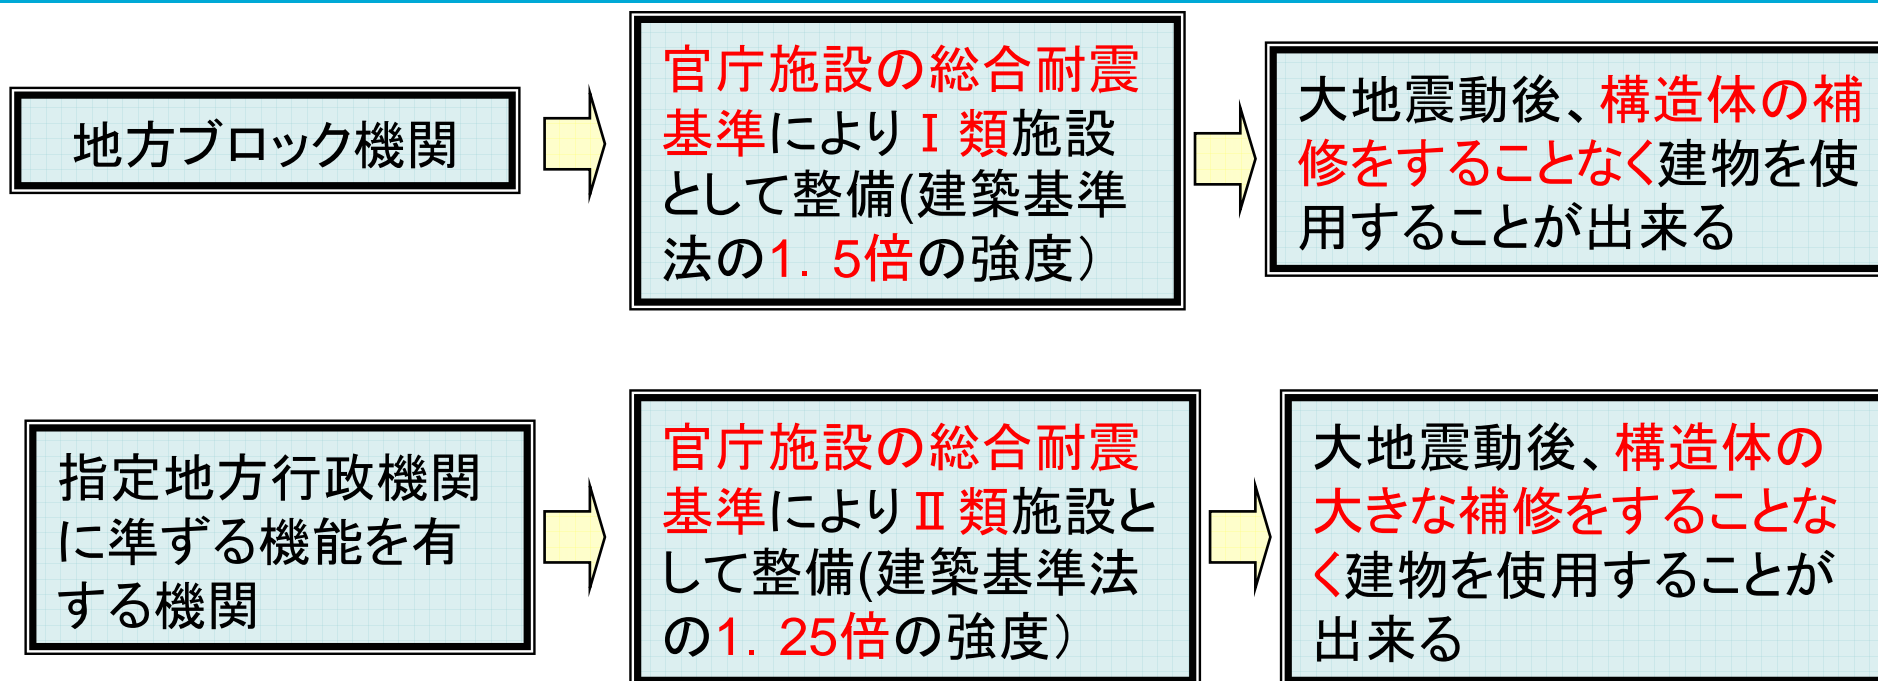 地方ブロック機関
官庁施設の総合耐震
基準によりⅠ類施設
として整備(建築基準
法の1．5倍の強度）
大地震動後、構造体の補
修をすることなく建物を使
用することが出来る
指定地方行政機関
に準ずる機能を有
する機関
官庁施設の総合耐震
基準によりⅡ類施設と
して整備(建築基準法
の1．25倍の強度）
大地震動後、構造体の
大きな補修をすることな
く建物を使用することが
出来る